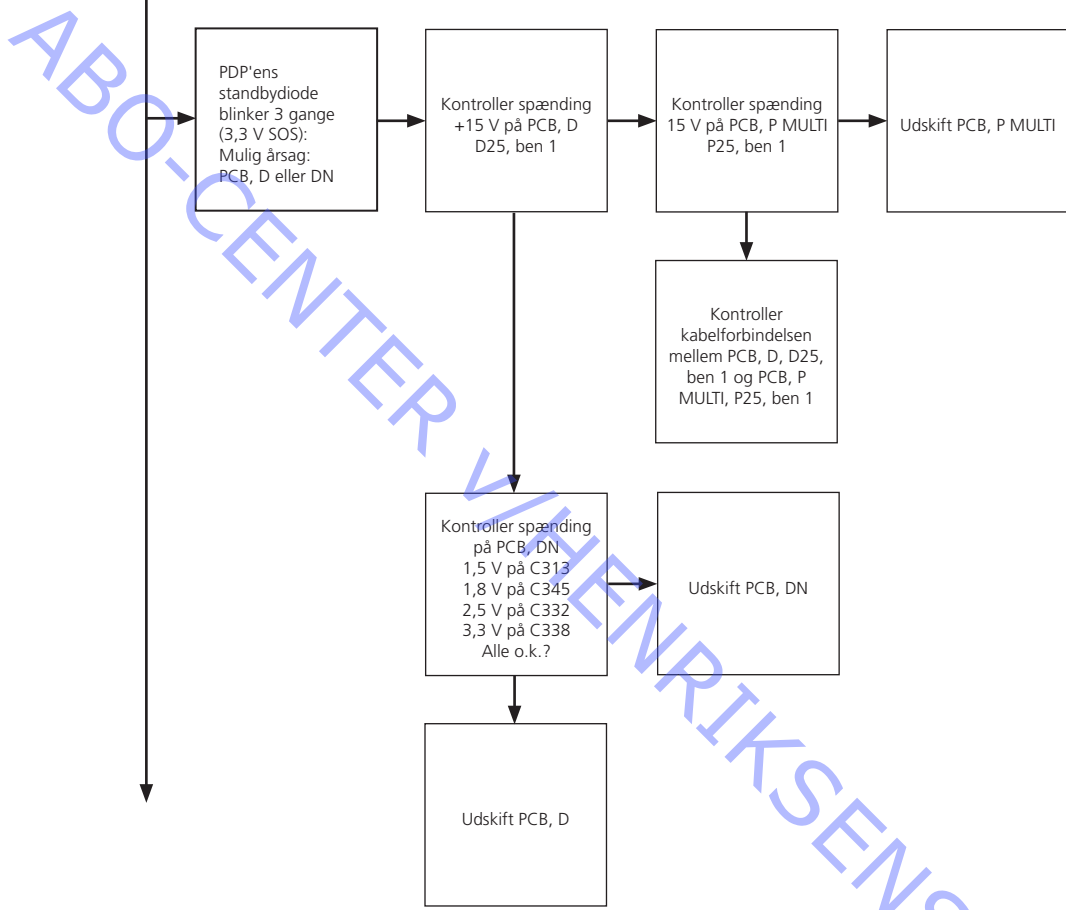 PDP'ens
standbydiode
blinker 3 gange
(3,3 V SOS):
Mulig årsag:
PCB, D eller DN
Kontroller spænding
+15 V på PCB, D
D25, ben 1
Kontroller spænding
15 V på PCB, P MULTI
P25, ben 1
Udskift PCB, P MULTI
Kontroller
kabelforbindelsen
mellem PCB, D, D25,
ben 1 og PCB, P
MULTI, P25, ben 1
Kontroller spænding
på PCB, DN
1,5 V på C313
1,8 V på C345
2,5 V på C332
3,3 V på C338
Alle o.k.?
Udskift PCB, DN
Udskift PCB, D
ABO-CENTER V/HENRIKSENS